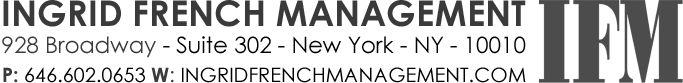 INGRID FRENCH MANAGEMENT
928 Broadway - Suite 302 - New York - NY - 10010
P: 646.602.0653 W: INGRIDFRENCHMANAGEMENT.COM
IFM